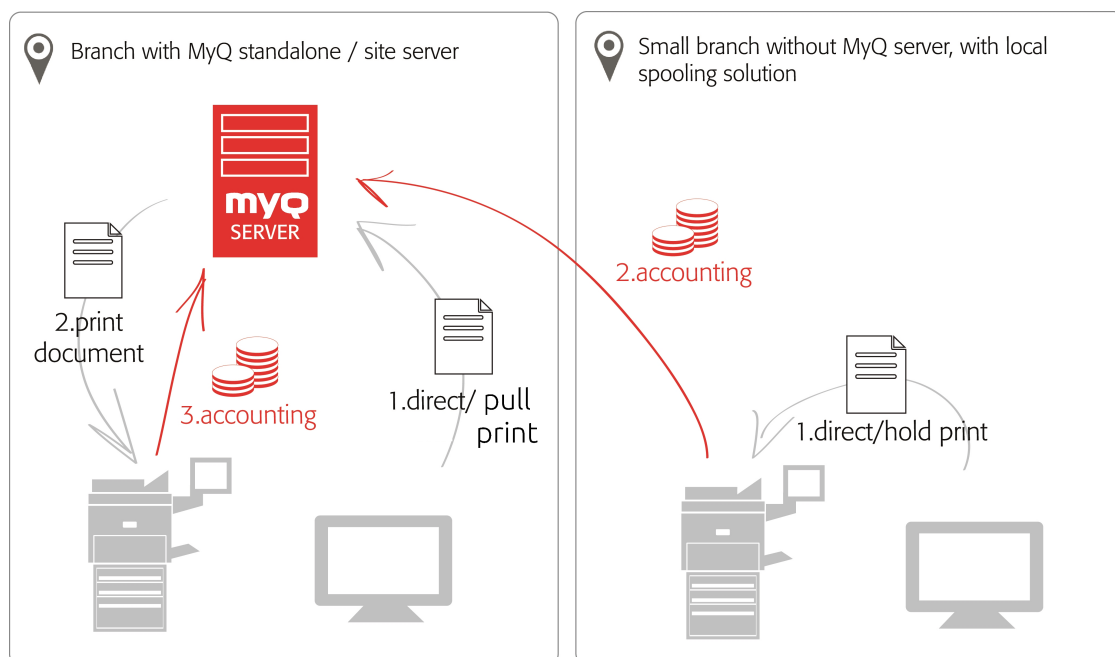 Branch with MyQ standalone / site server
myQ
SERVER
2.print
document
3.accounting
1.direct/ pull
print
Small branch without MyQ server, with local
spooling solution
2.accounting
1.direct/hold print